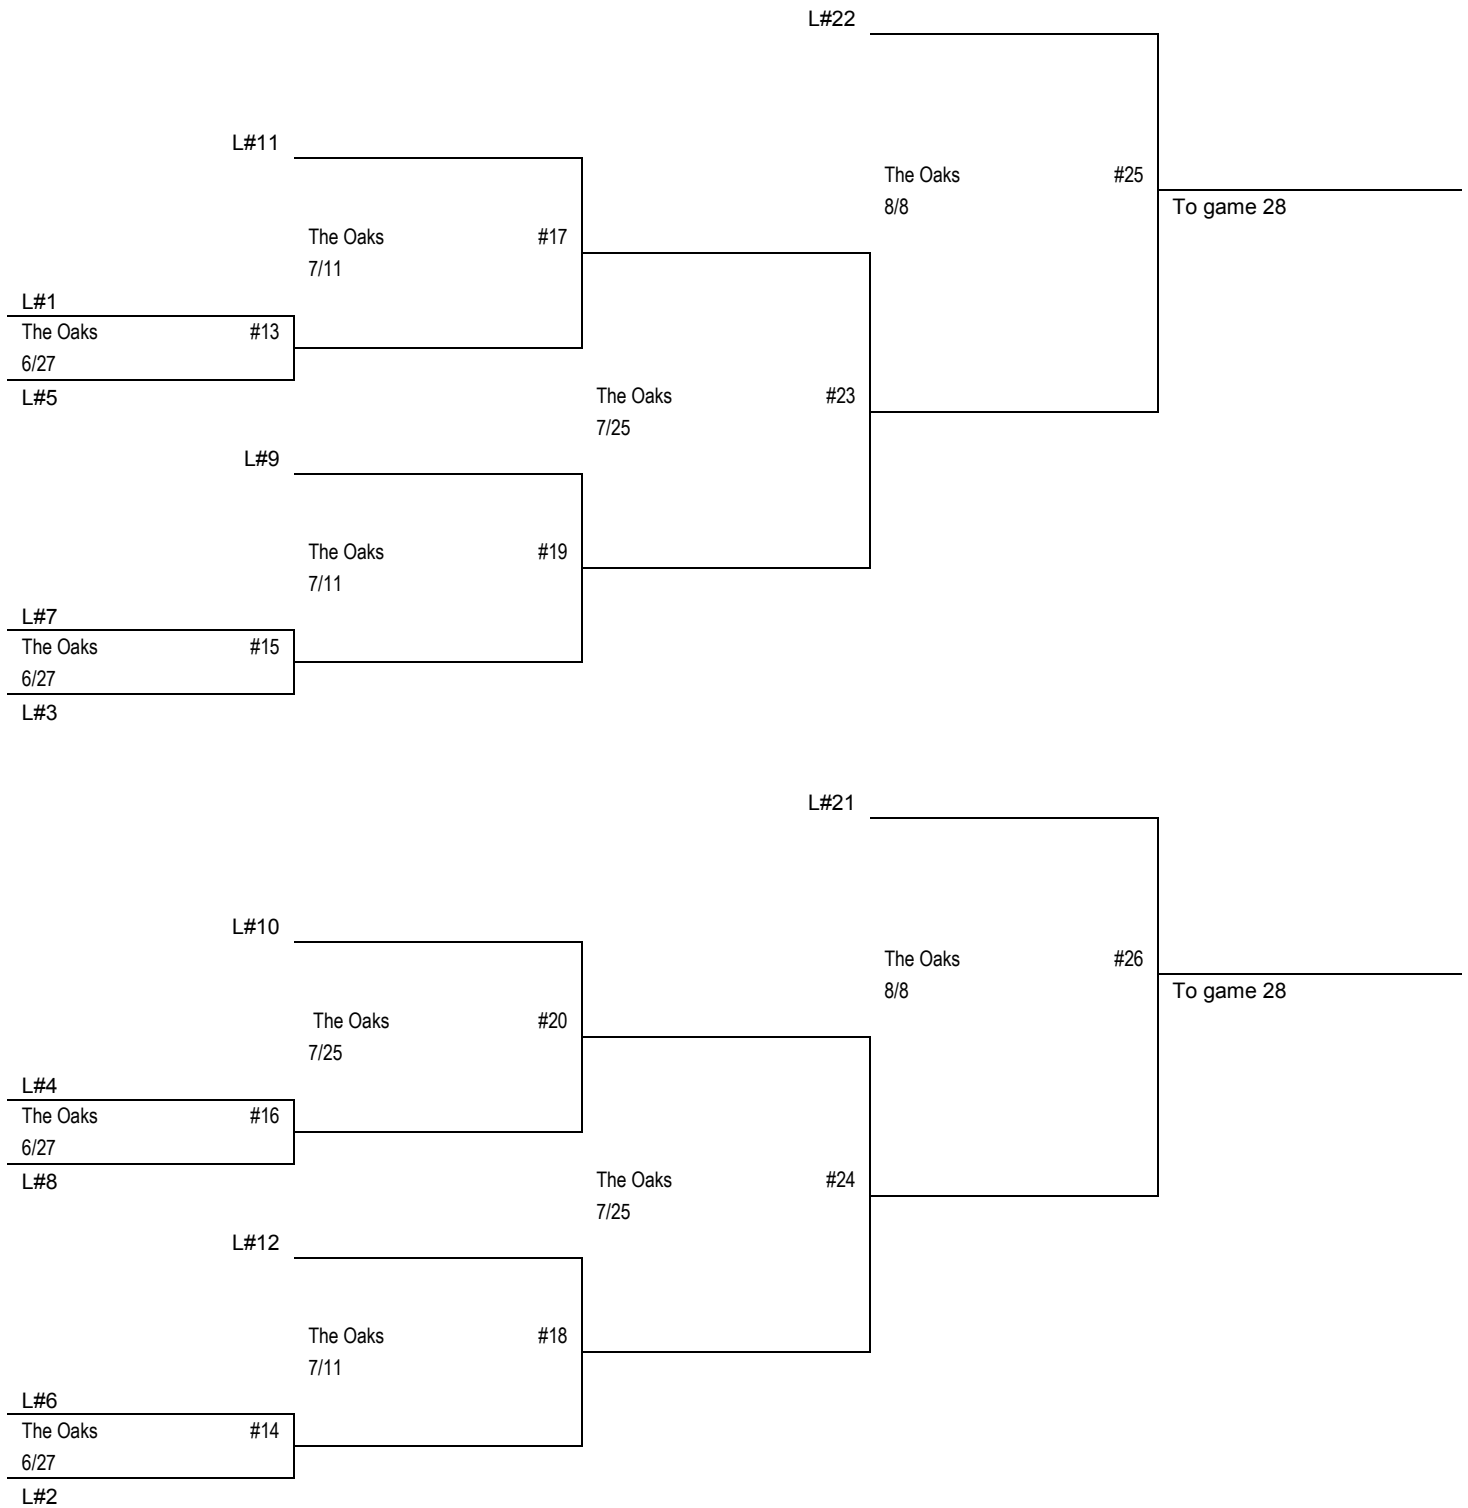 L#22
L#11
The Oaks #25
8/8
To game 28
The Oaks #17
7/11
L#1
The Oaks #13
6/27
L#5
The Oaks #23
7/25
L#9
The Oaks #19
7/11
L#7
The Oaks #15
6/27
L#3
L#21
L#10
The Oaks #26
8/8
To game 28
The Oaks #20
7/25
L#4
The Oaks #16
6/27
L#8
The Oaks #24
7/25
L#12
The Oaks #18
7/11
L#6
The Oaks #14
6/27
L#2